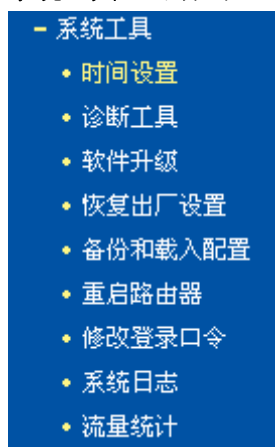 - 系统工具
• 时间设置
• 诊断工具
• 软件升级
• 恢复出厂设置
• 备份和载入配置
• 重启路由器
• 修改登录口令
• 系统日志
• 流量统计